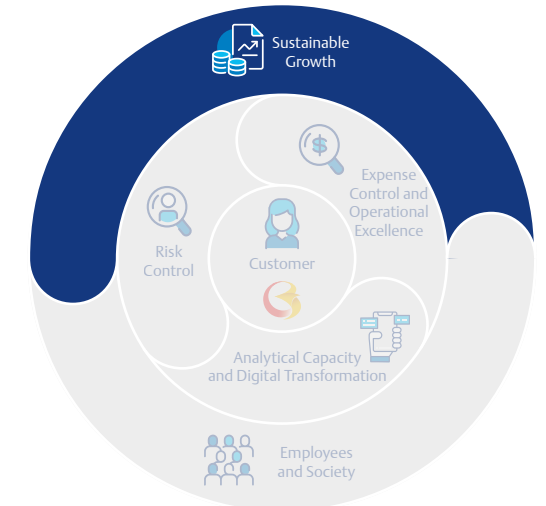 Sustainable
Growth
Expense
Control and
Operational
Excellence
Risk
Control
Customer
Analytical Capacity
and Digital Transformation
Employees
and Society